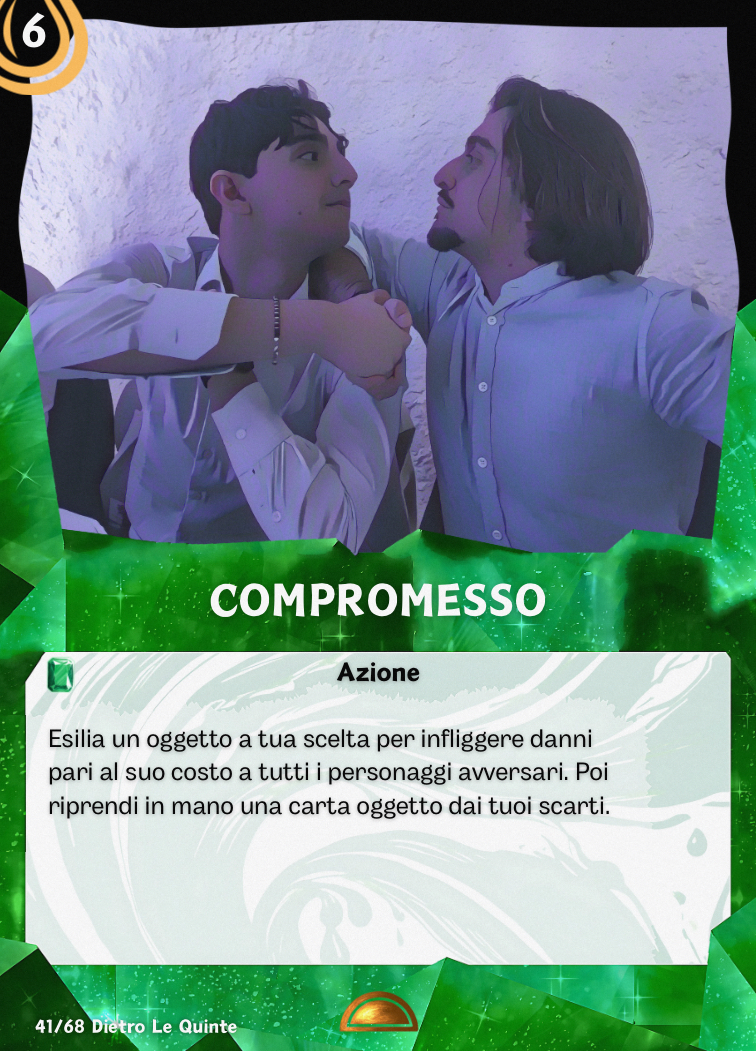 6
COMPROMESSO
Azione
Esilia un oggetto a tua scelta per infliggere danni
pari al suo costo a tutti i personaggi avversari. Poi
riprendi in mano una carta oggetto dai tuoi scarti.
41/68 Dietro Le Quinte